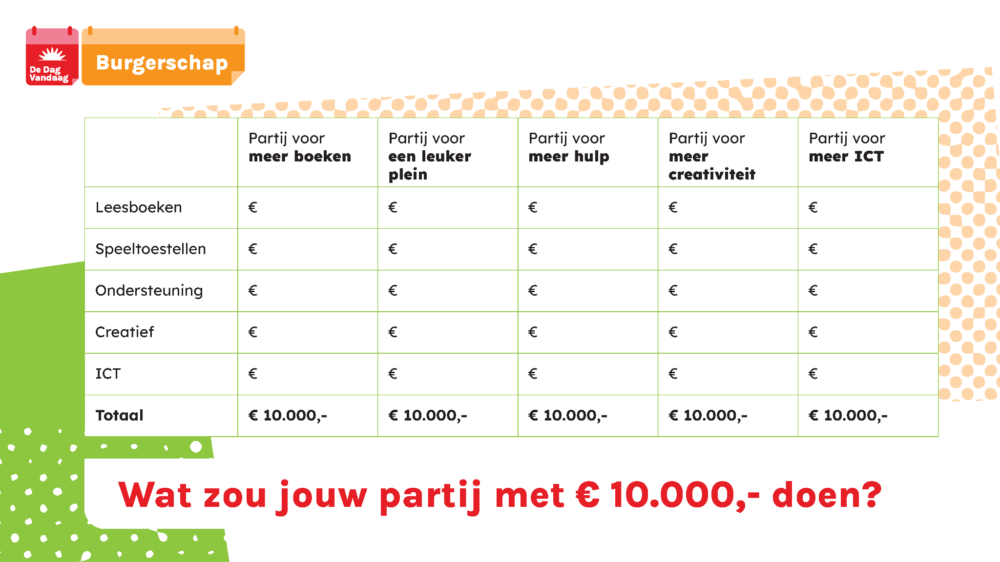 De Dag
Vandaag
Burgerschap
Partij voor
meer boeken
Partij voor
een leuker
plein
Partij voor
meer hulp
Partij voor
meer
creativiteit
Partij voor
meer ICT
Leesboeken € € € € €
Speeltoestellen € € € € €
Ondersteuning € € € € €
Creatief € € € € €
ICT € € € € €
Totaal € 10.000,- € 10.000,- € 10.000,- € 10.000,- € 10.000,-
Wat zou jouw partij met € 10.000,- doen?